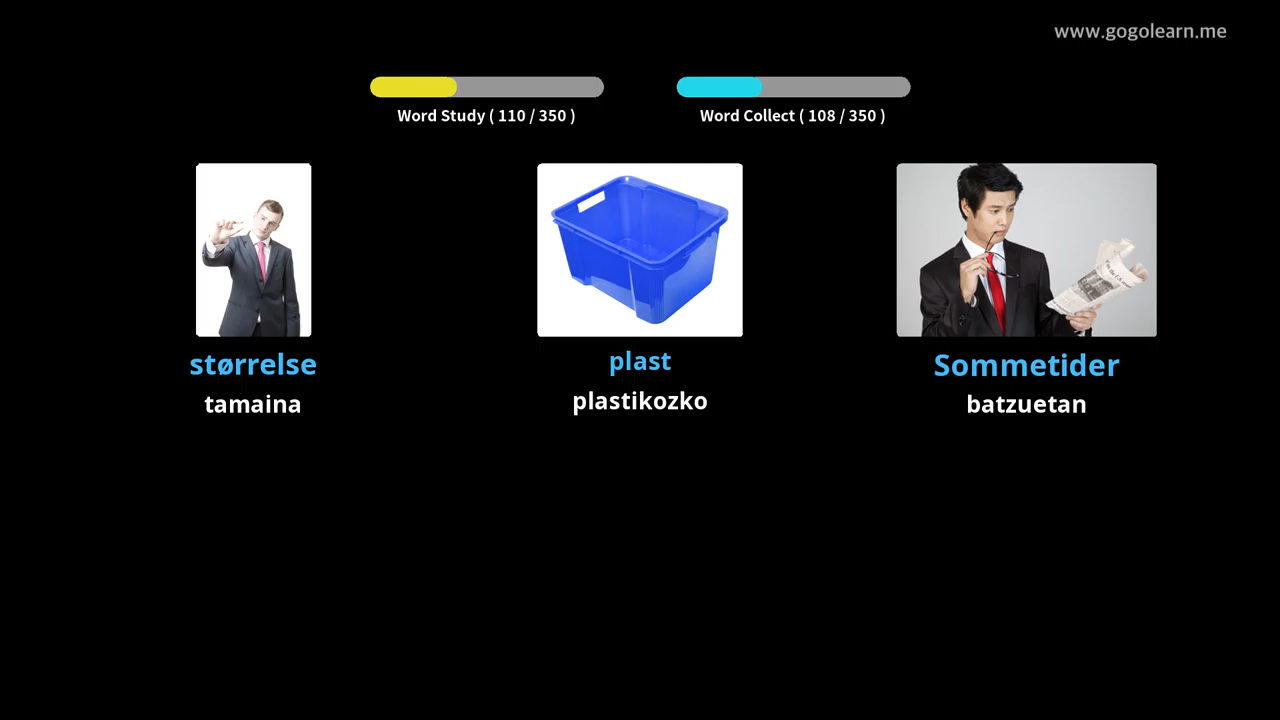 www.gogolearn.me
Word Study ( 110 / 350 )
Word Collect ( 108 / 350 )
størrelse
tamaina
plast
plastikozko
Sommetider
batzuetan